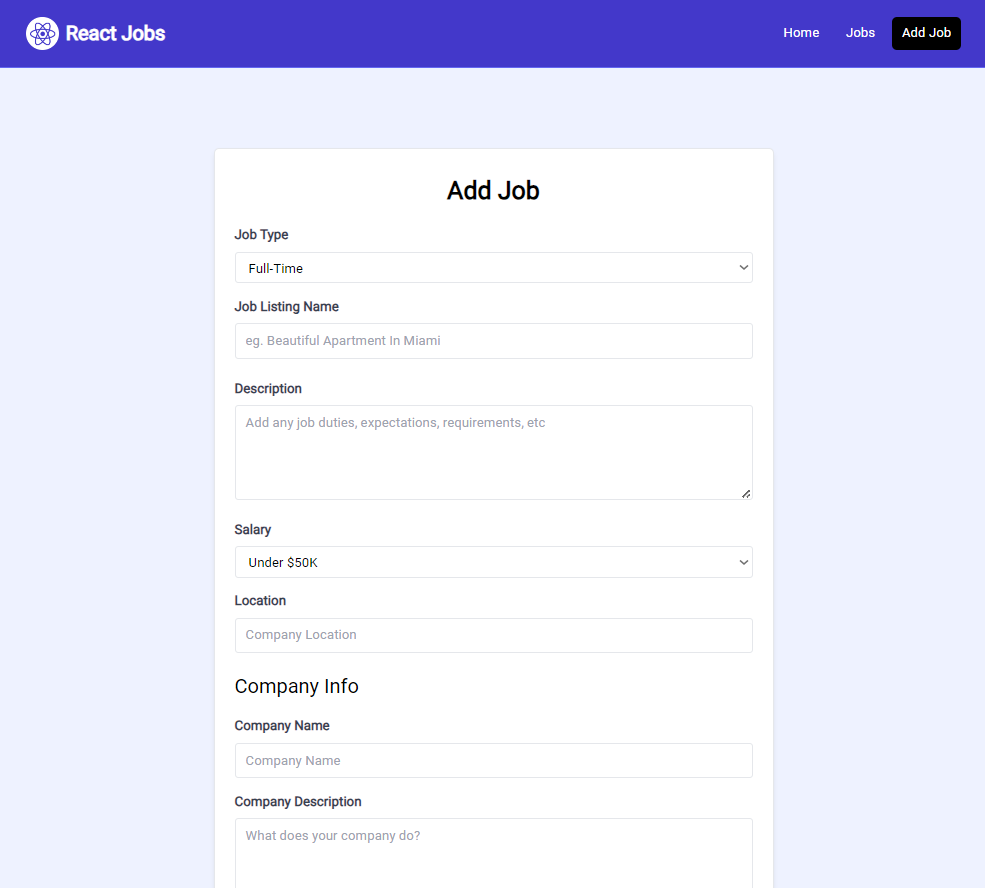 React Jobs
Home Jobs Add Job
Add Job
Job Type
Full-Time
Job Listing Name
eg. Beautiful Apartment In Miami
Description
Add any job duties, expectations, requirements, etc
Salary
Under $50K
Location
Company Location
Company Info
Company Name
Company Name
Company Description
What does your company do?